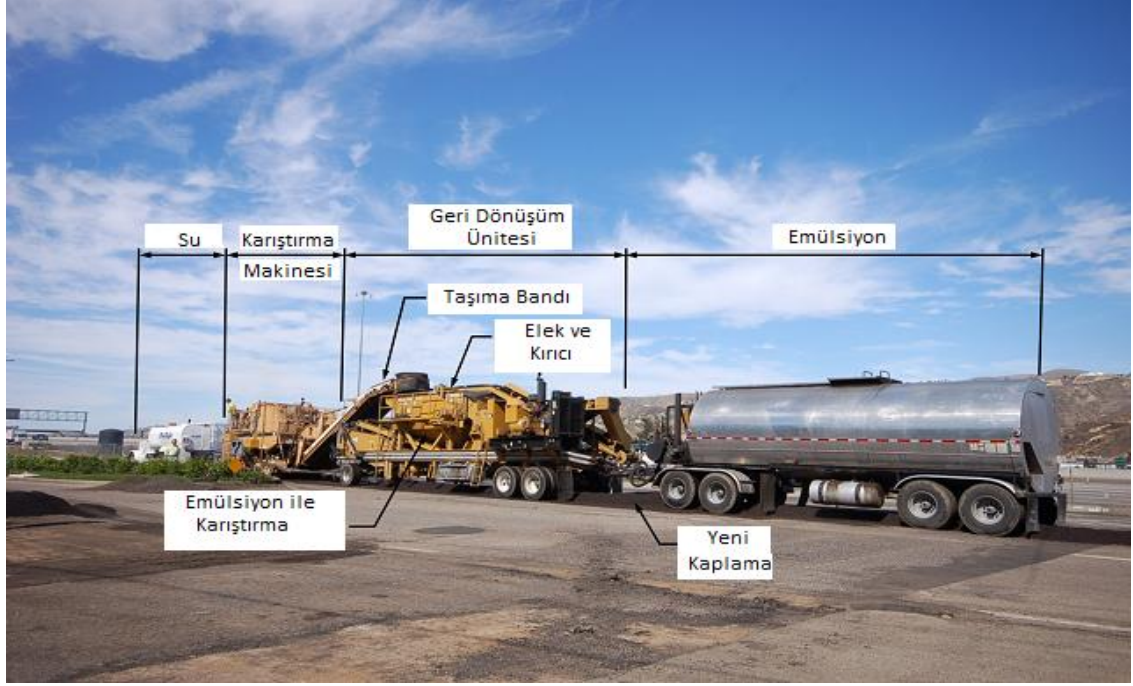 Su
Karıştırma
Makinesi
Geri Dönüşüm
Ünitesi
Emülsiyon
Taşıma Bandı
Elek ve
Kırıcı
Emülsiyon ile
Karıştırma
Yeni
Kaplama